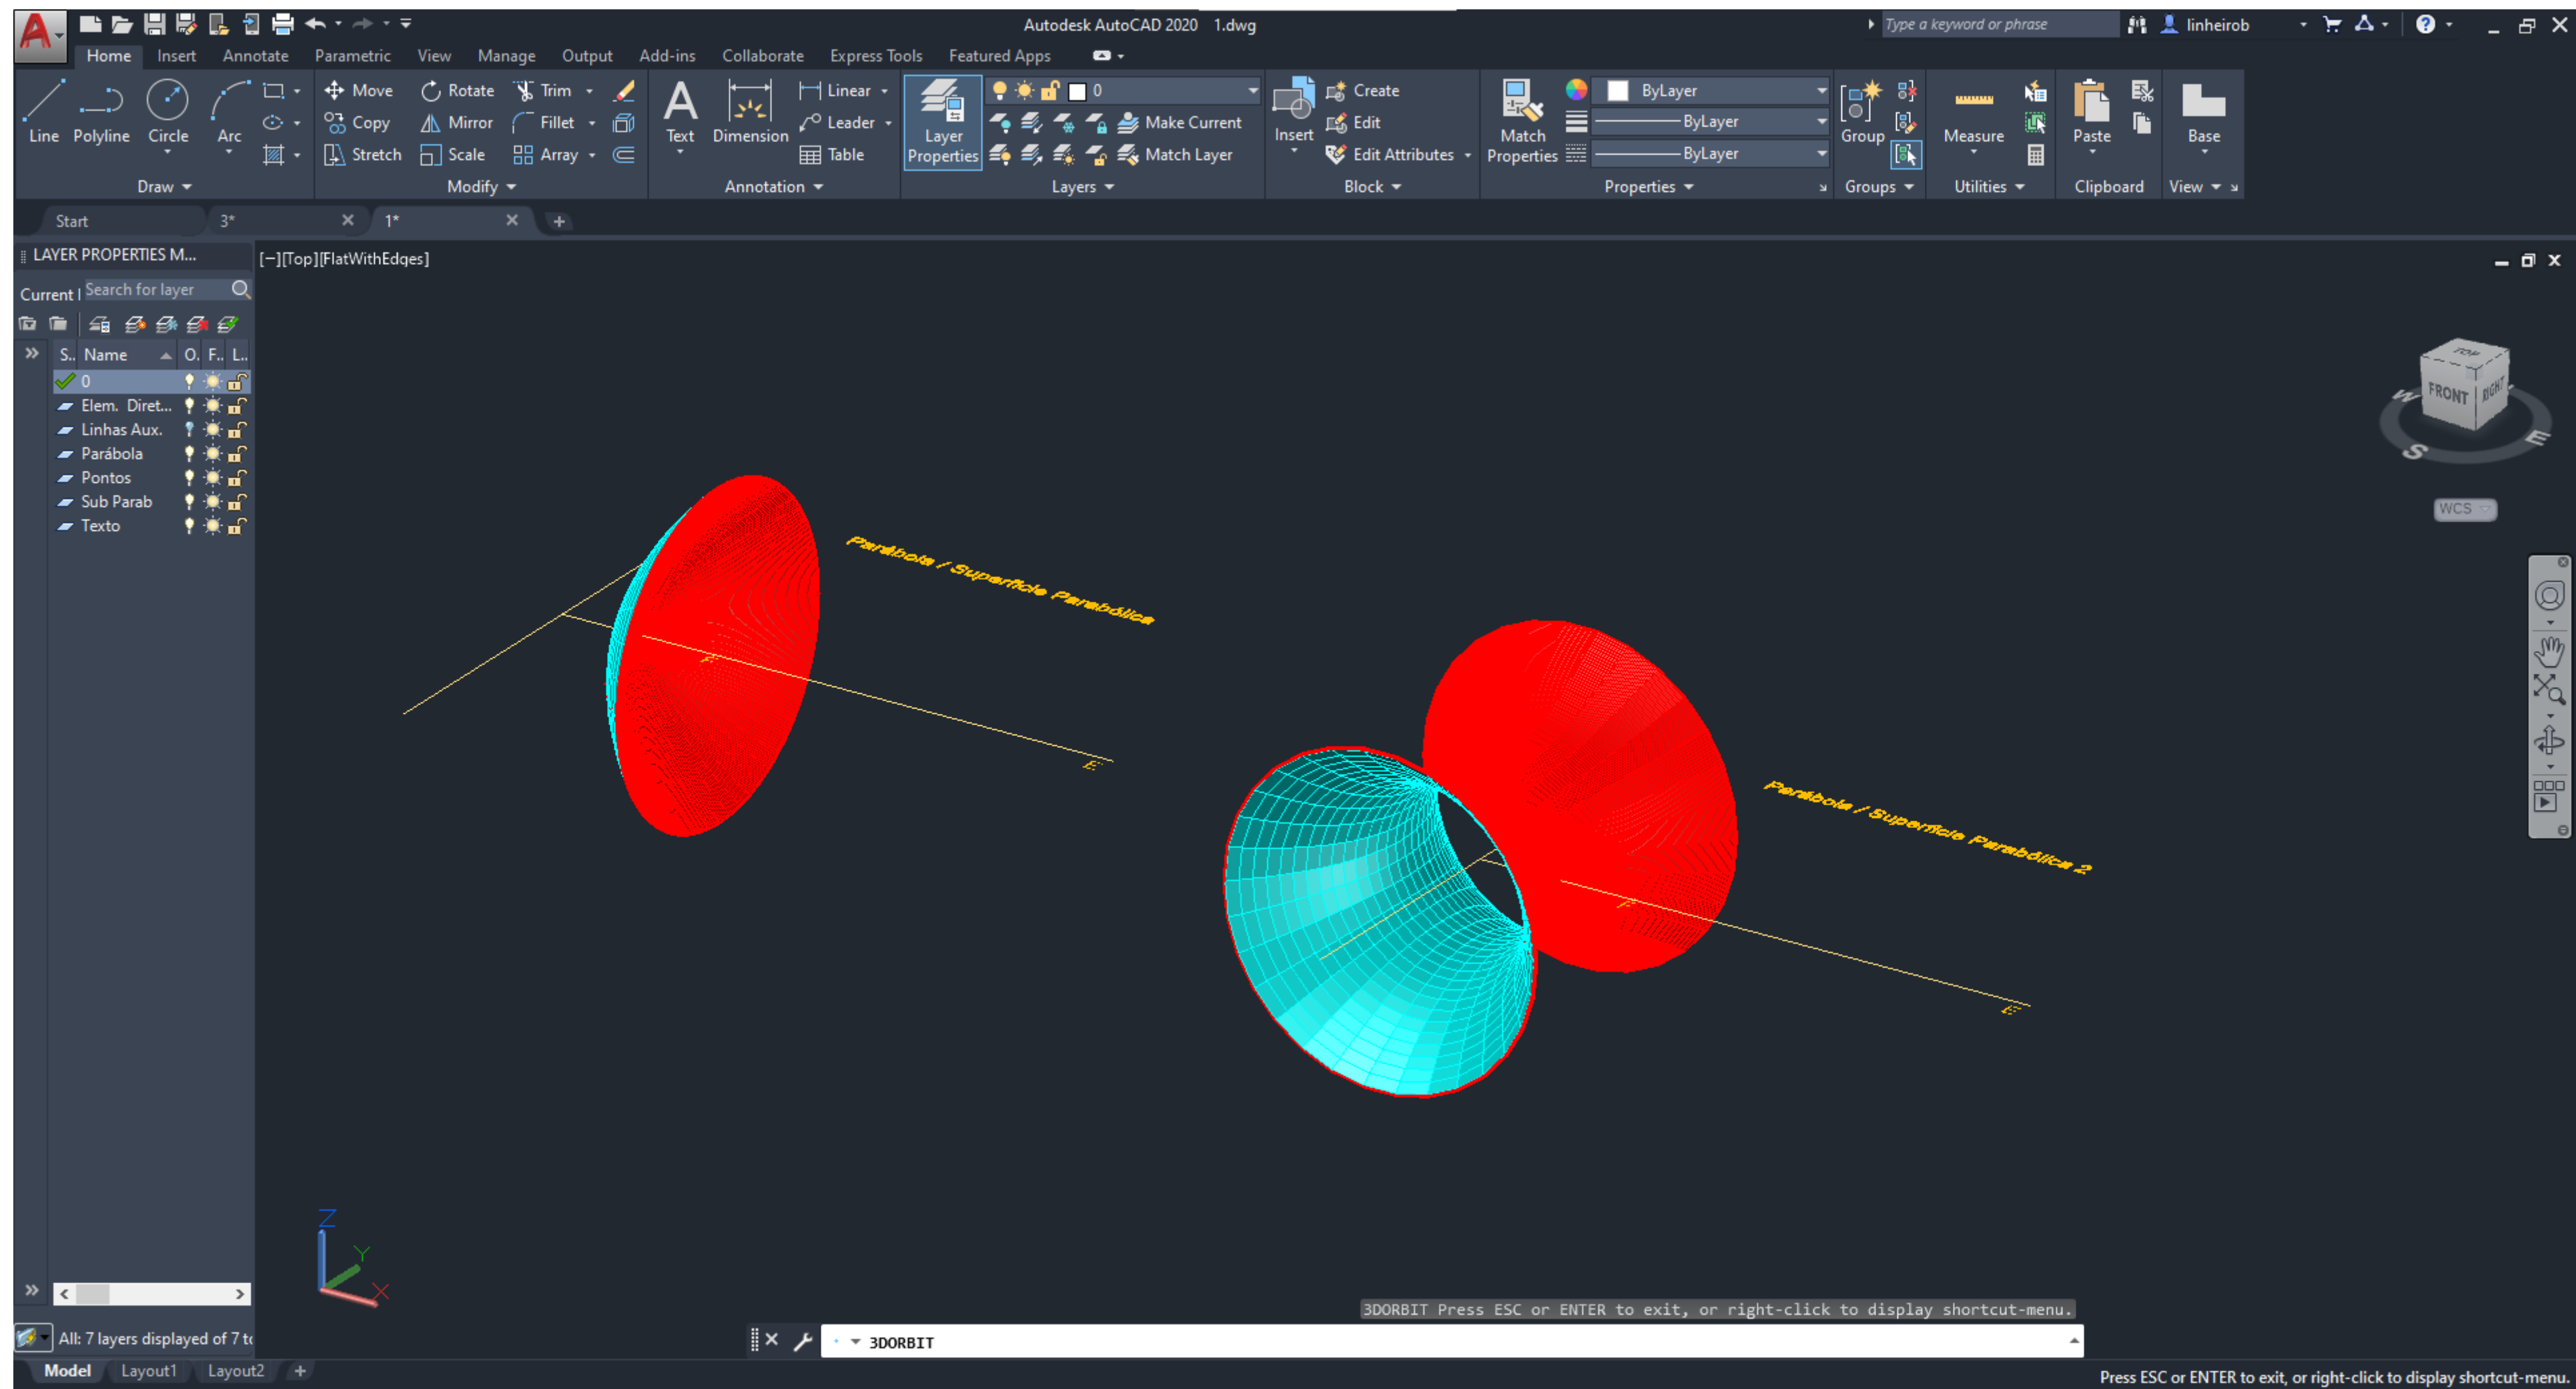 Autodesk AutoCAD 2020 1.dwg
Type a keyword or phrase
linheirob
Home Insert Annotate Parametric View Manage Output Add-ins Collaborate Express Tools Featured Apps
Line Polyline Circle Arc
Move Rotate Trim
Copy Mirror Fillet
Stretch Scale Array
Text Dimension
Linear
Leader
Table
Layer Properties
0
Make Current
Match Layer
Insert
Create
Edit
Edit Attributes
Match Properties
ByLayer
ByLayer
ByLayer
Group
Measure
Paste
Base
Draw Modify Annotation Layers Block Properties Groups Utilities Clipboard View
Start 3* 1*
LAYER PROPERTIES M...
[−][Top][FlatWithEdges]
Current l Search for layer
S.. Name O. F.. L..
0
Elem. Diret...
Linhas Aux.
Parábola
Pontos
Sub Parab
Texto
TOP
FRONT RIGHT
W
S
E
WCS
Parábola / Superfície Parabólica
F
E
Parábola / Superfície Parabólica 2
F
E
Z
Y
X
3DORBIT Press ESC or ENTER to exit, or right-click to display shortcut-menu.
3DORBIT
All: 7 layers displayed of 7 to
Model Layout1 Layout2
Press ESC or ENTER to exit, or right-click to display shortcut-menu.